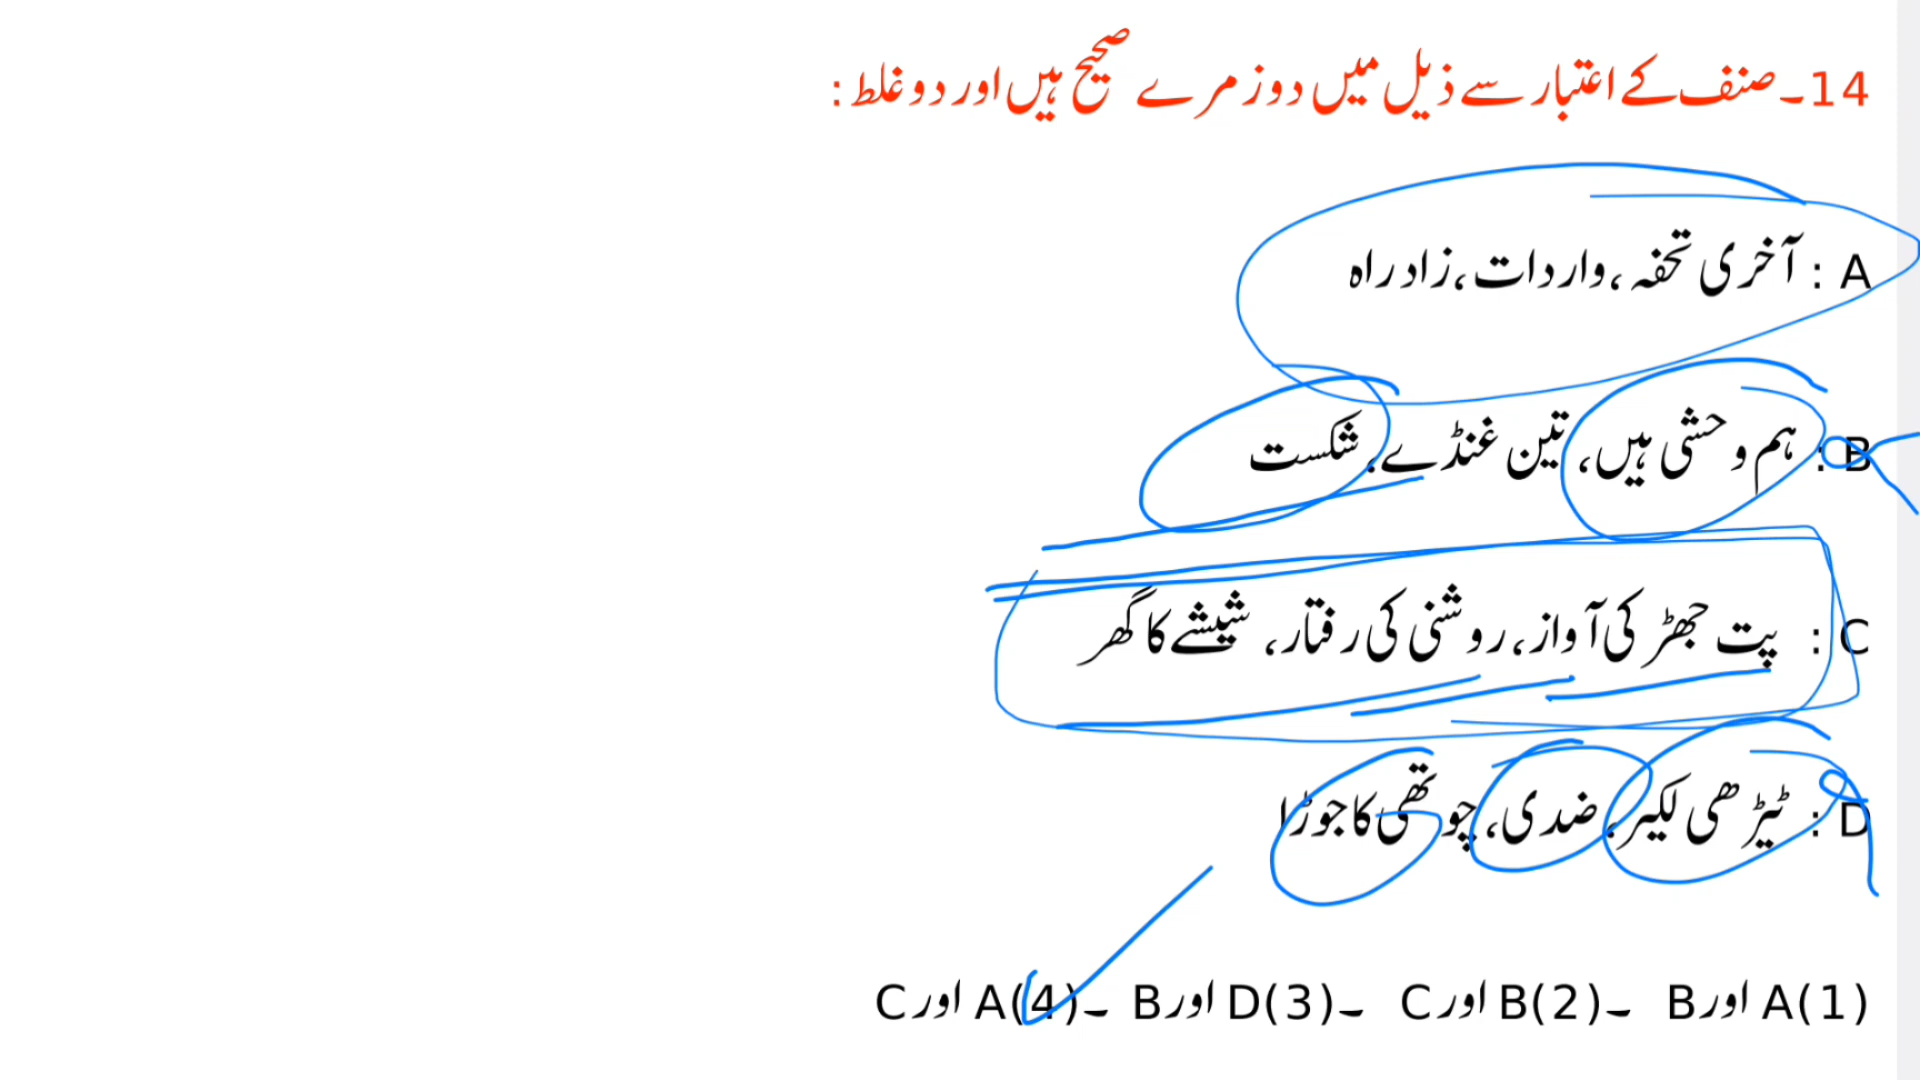 14۔ صنف کے اعتبار سے ذیل میں دو زمرے صحیح ہیں اور دو غلط :
A : آخری تحفہ ، واردات ، زاد راہ
B : ہم وحشی ہیں، تین غنڈے، شکست
C : پت جھڑ کی آواز، روشنی کی رفتار، شیشے کا گھر
D : ٹیڑھی لکیر، ضدی، چوتھی کا جوڑا
(1)A اور B ۔(2)B اور C ۔(3)D اور B ۔(4)A اور C